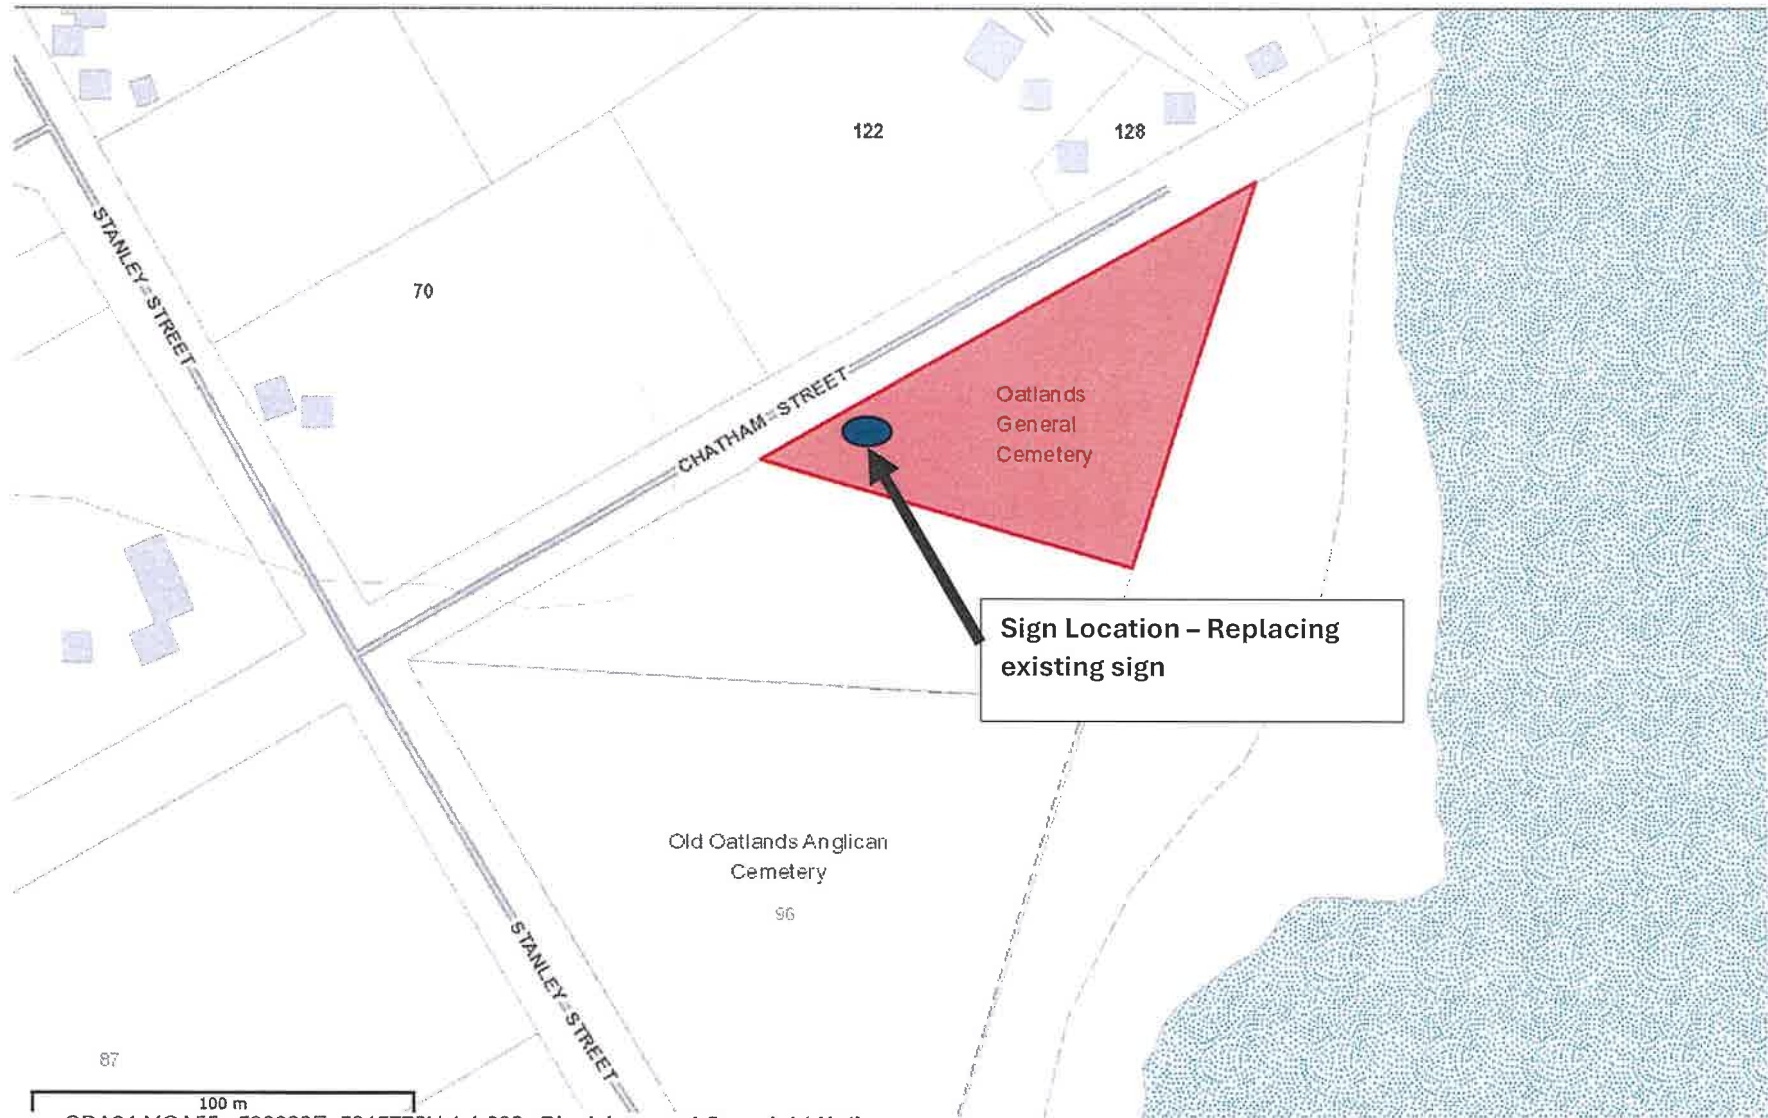 122
128
STANLEY STREET
70
CHATHAM STREET
Oatlands
General
Cemetery
Sign Location – Replacing
existing sign
Old Oatlands Anglican
Cemetery
96
STANLEY STREET
87
100 m